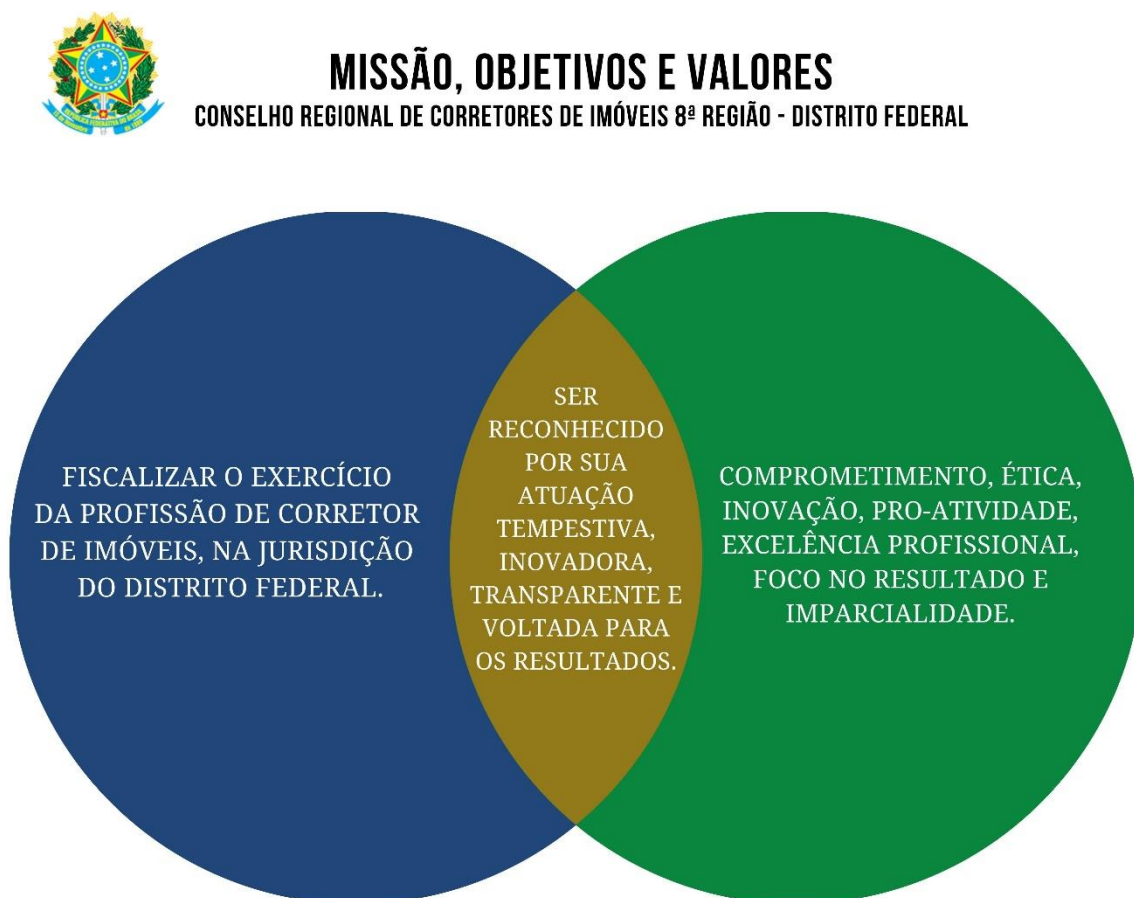 MISSÃO, OBJETIVOS E VALORES
CONSELHO REGIONAL DE CORRETORES DE IMÓVEIS 8ª REGIÃO - DISTRITO FEDERAL
FISCALIZAR O EXERCÍCIO
DA PROFISSÃO DE CORRETOR
DE IMÓVEIS, NA JURISDIÇÃO
DO DISTRITO FEDERAL.
SER
RECONHECIDO
POR SUA
ATUAÇÃO
TEMPESTIVA,
INOVADORA,
TRANSPARENTE E
VOLTADA PARA
OS RESULTADOS.
COMPROMETIMENTO, ÉTICA,
INOVAÇÃO, PRO-ATIVIDADE,
EXCELÊNCIA PROFISSIONAL,
FOCO NO RESULTADO E
IMPARCIALIDADE.